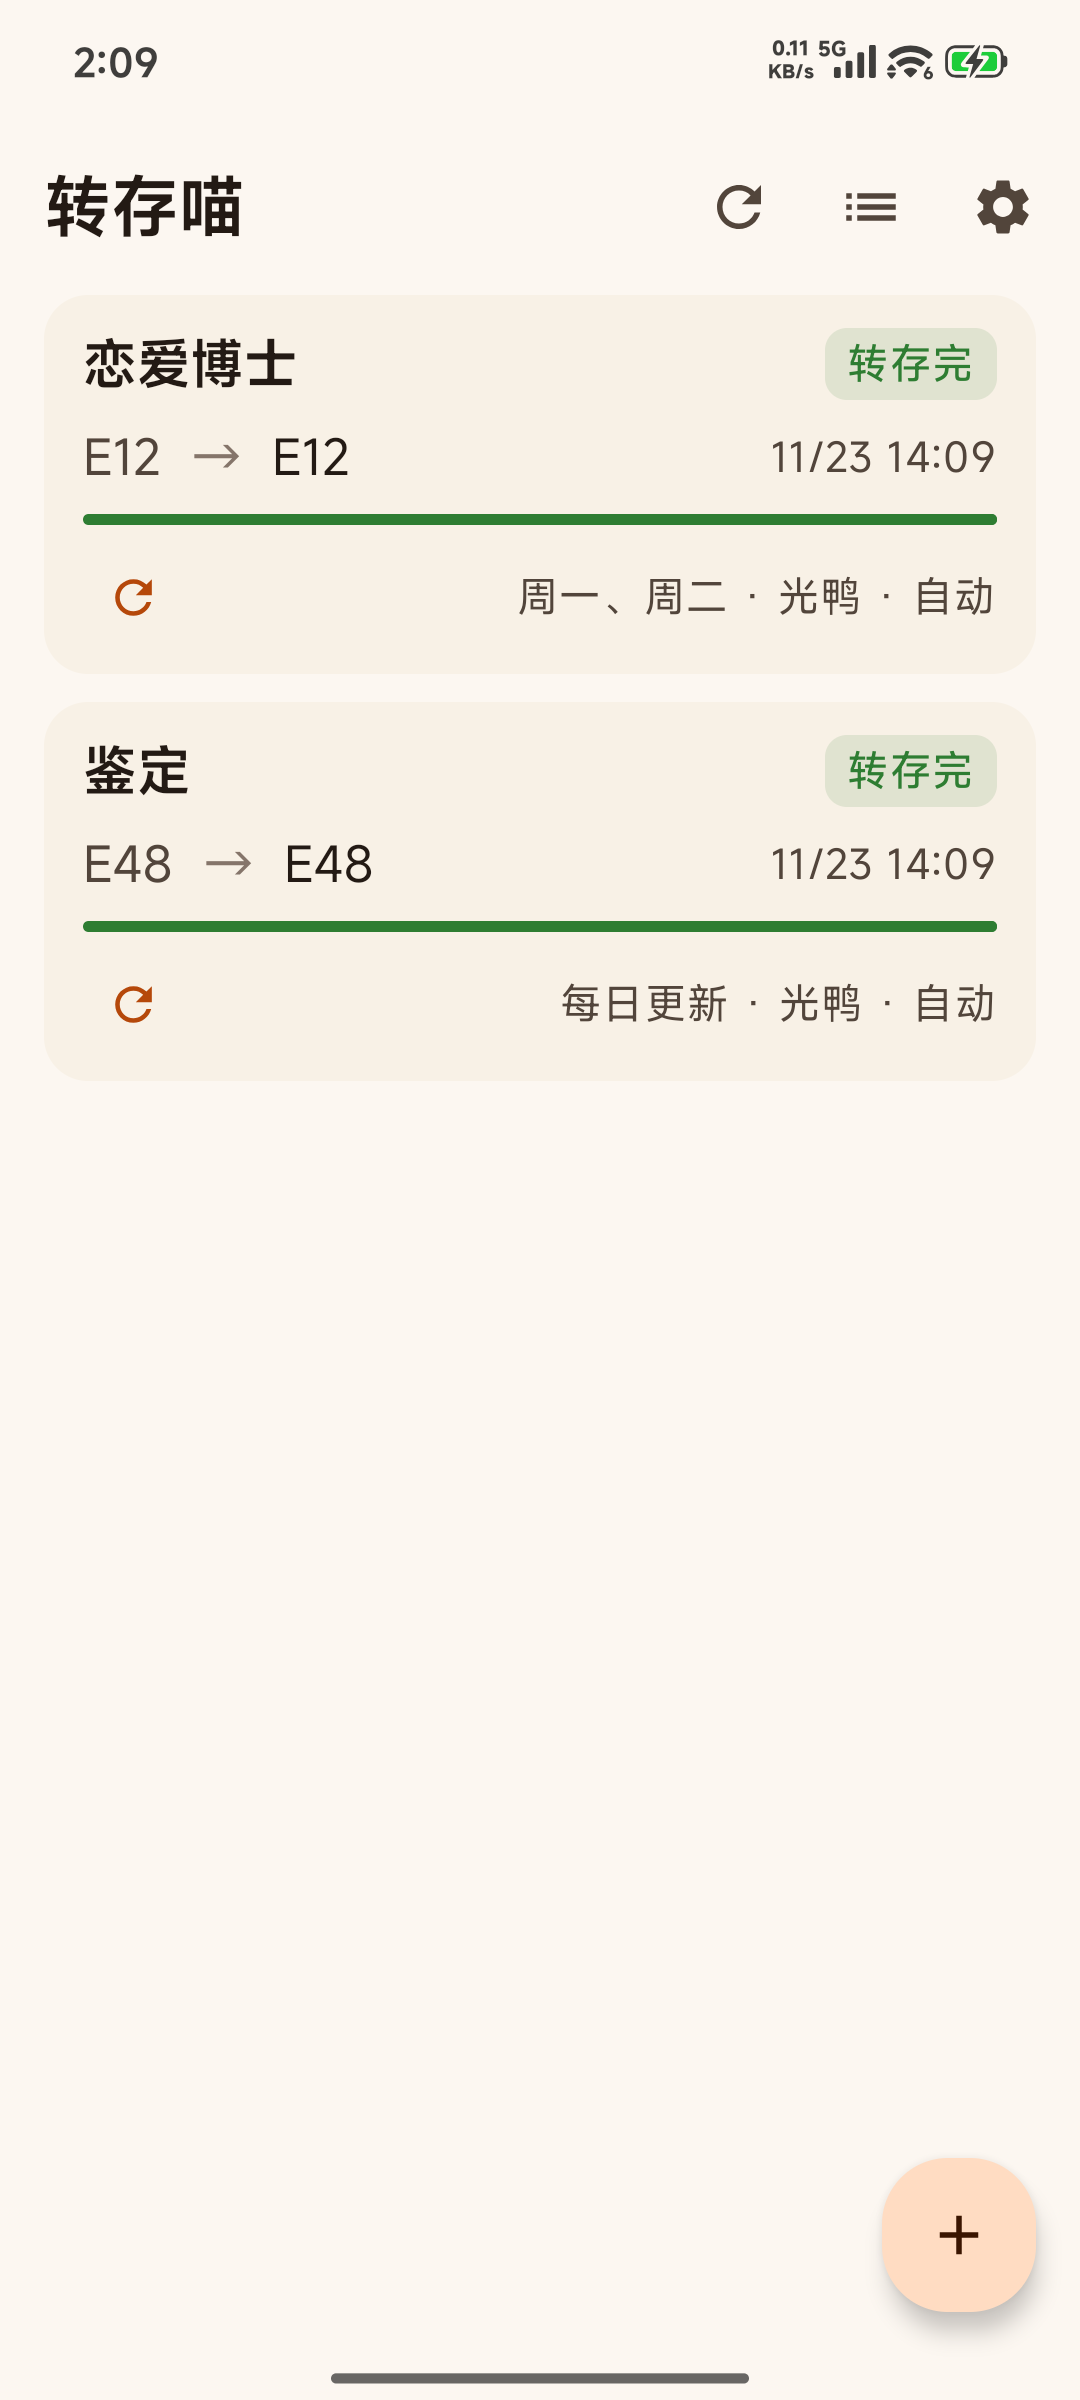 2:09
0.11 KB/s 5G 6
转存喵
恋爱博士 转存完
E12 → E12 11/23 14:09
周一、周二 · 光鸭 · 自动
鉴定 转存完
E48 → E48 11/23 14:09
每日更新 · 光鸭 · 自动